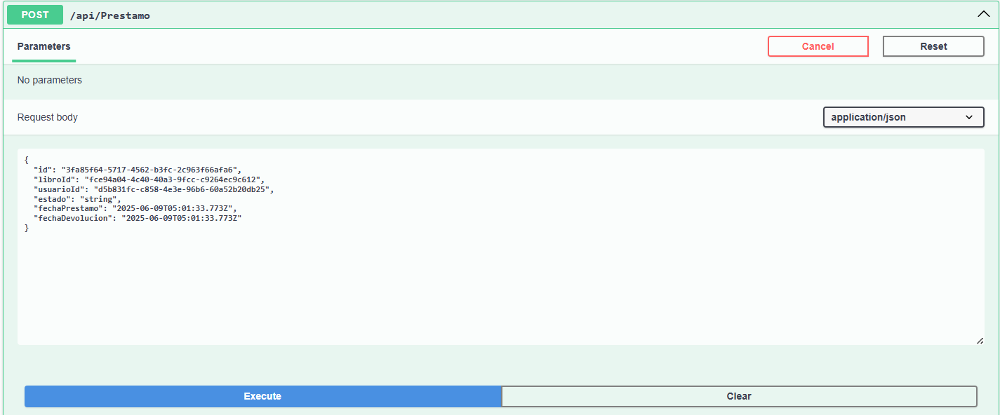 POST /api/Prestamo
Parameters Cancel Reset
No parameters
Request body application/json
{
  "id": "3fa85f64-5717-4562-b3fc-2c963f66afa6",
  "libroId": "fce94a04-4c40-40a3-9fcc-c9264ec9c612",
  "usuarioId": "d5b831fc-c858-4e3e-96b6-60a52b20db25",
  "estado": "string",
  "fechaPrestamo": "2025-06-09T05:01:33.773Z",
  "fechaDevolucion": "2025-06-09T05:01:33.773Z"
}
Execute Clear